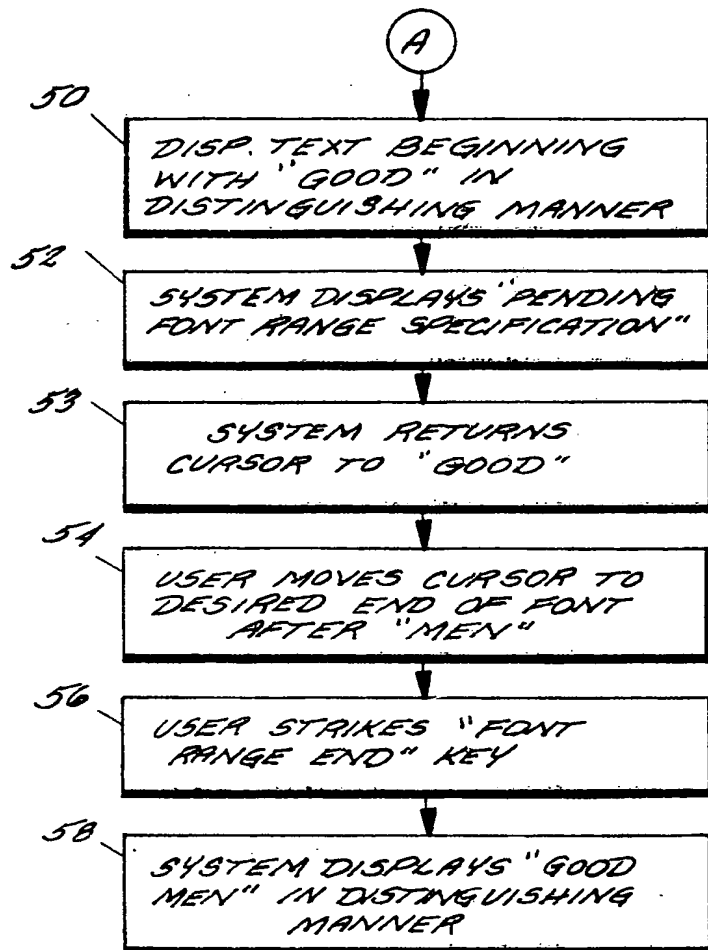 A
50
DISP. TEXT BEGINNING
WITH "GOOD" IN
DISTINGUISHING MANNER
52
SYSTEM DISPLAYS "PENDING
FONT RANGE SPECIFICATION"
53
SYSTEM RETURNS
CURSOR TO "GOOD"
54
USER MOVES CURSOR TO
DESIRED END OF FONT
AFTER "MEN"
56
USER STRIKES "FONT
RANGE END" KEY
58
SYSTEM DISPLAYS "GOOD
MEN" IN DISTINGUISHING
MANNER